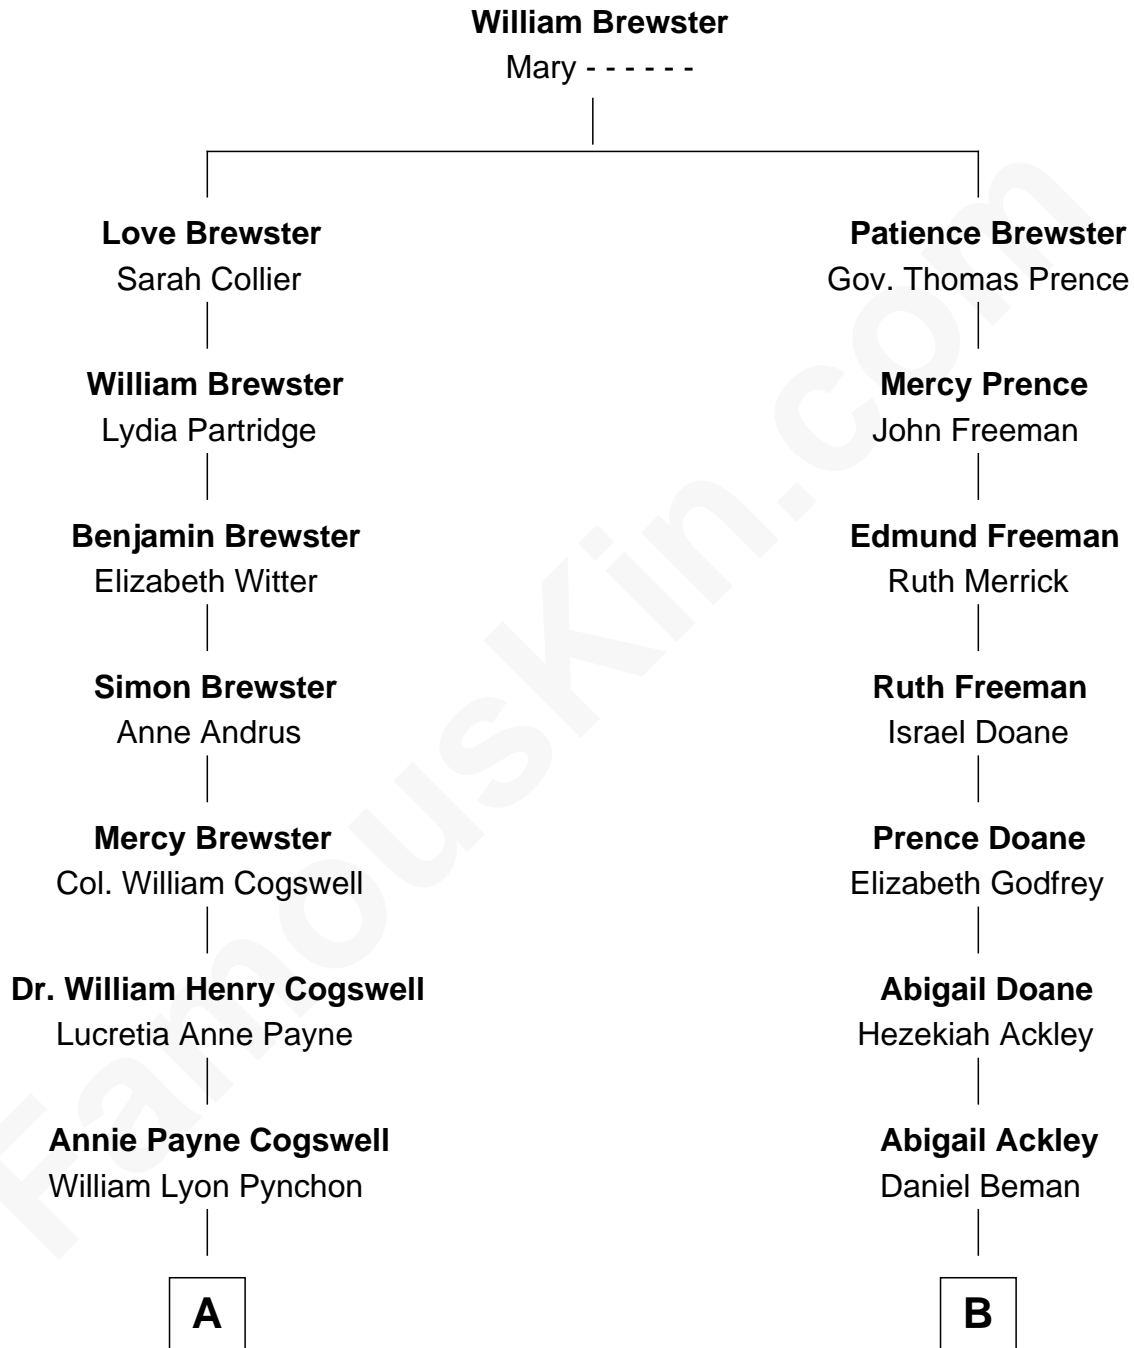 William Brewster
Mary - - - - - -
Love Brewster
Sarah Collier
William Brewster
Lydia Partridge
Benjamin Brewster
Elizabeth Witter
Simon Brewster
Anne Andrus
Mercy Brewster
Col. William Cogswell
Dr. William Henry Cogswell
Lucretia Anne Payne
Annie Payne Cogswell
William Lyon Pynchon
A
Patience Brewster
Gov. Thomas Prence
Mercy Prence
John Freeman
Edmund Freeman
Ruth Merrick
Ruth Freeman
Israel Doane
Prence Doane
Elizabeth Godfrey
Abigail Doane
Hezekiah Ackley
Abigail Ackley
Daniel Beman
B
FamousKin.com